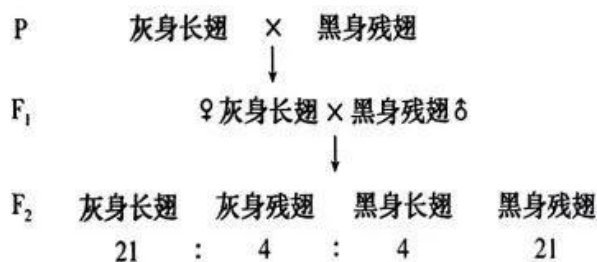 P 灰身长翅 × 黑身残翅
F₁ ♀灰身长翅×黑身残翅♂
F₂ 灰身长翅 灰身残翅 黑身长翅 黑身残翅
21 : 4 : 4 21